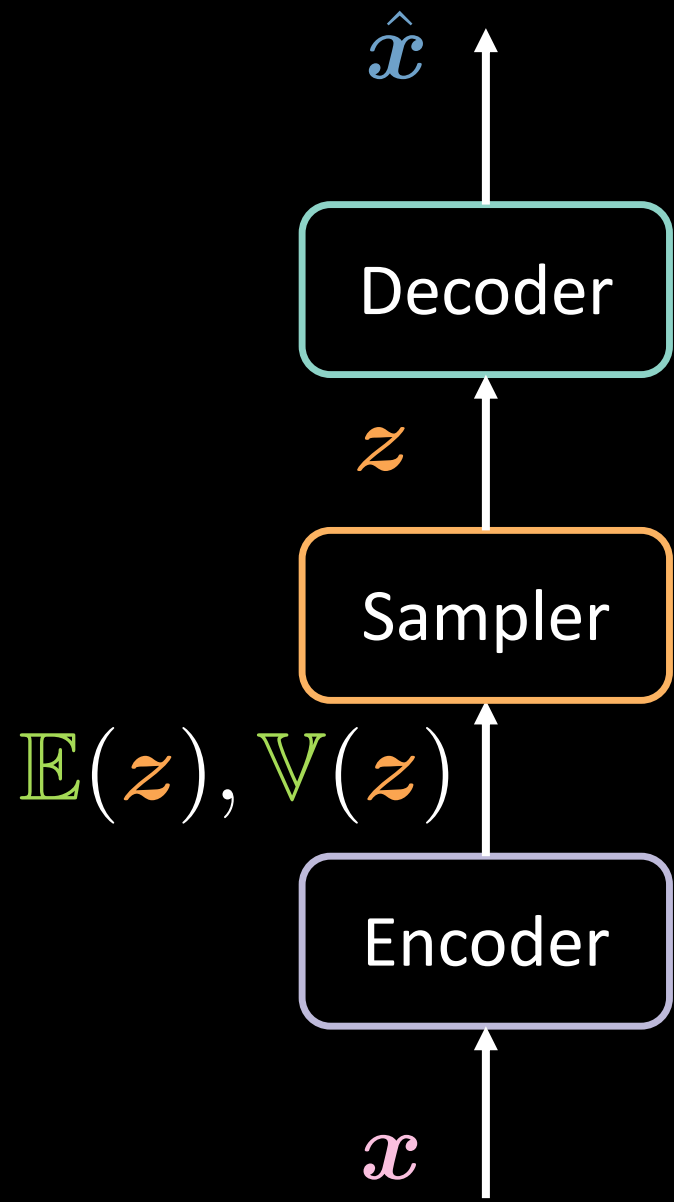 x̂
Decoder
z
Sampler
𝔼(z), 𝕍(z)
Encoder
x